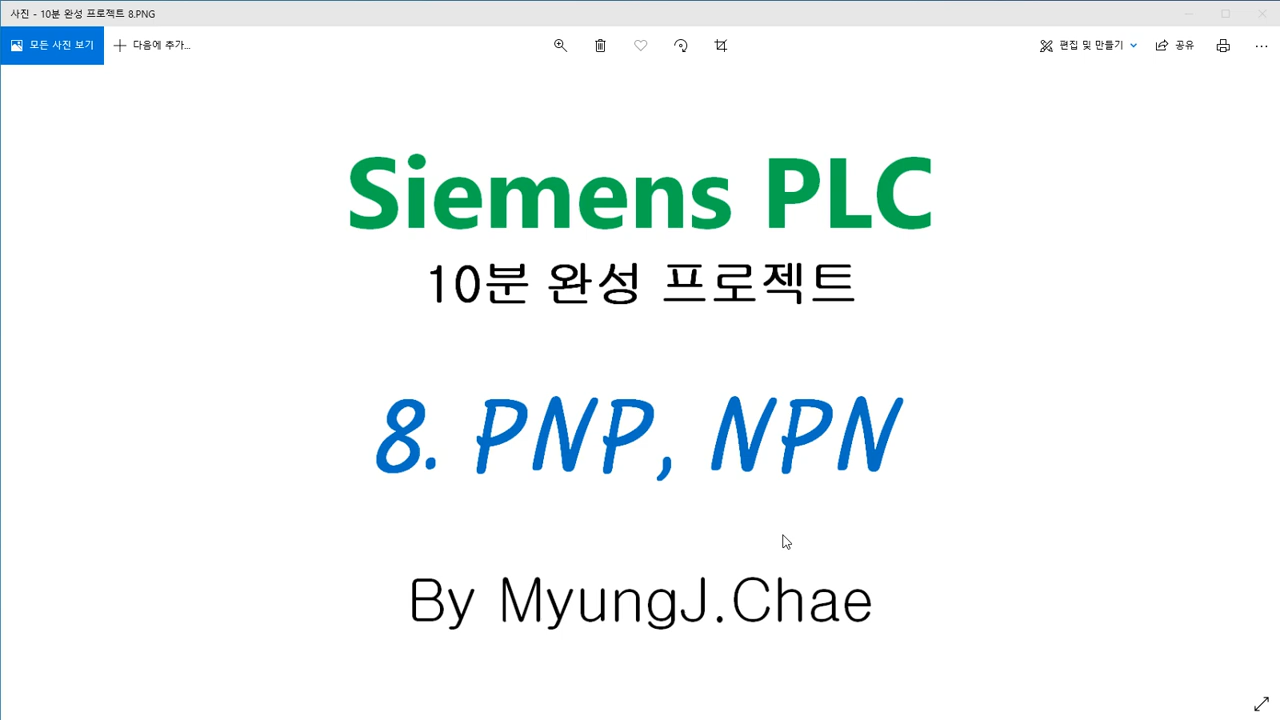 사진 - 10분 완성 프로젝트 8.PNG
모든 사진 보기
다음에 추가...
편집 및 만들기
공유
Siemens PLC
10분 완성 프로젝트
8. PNP, NPN
By MyungJ.Chae